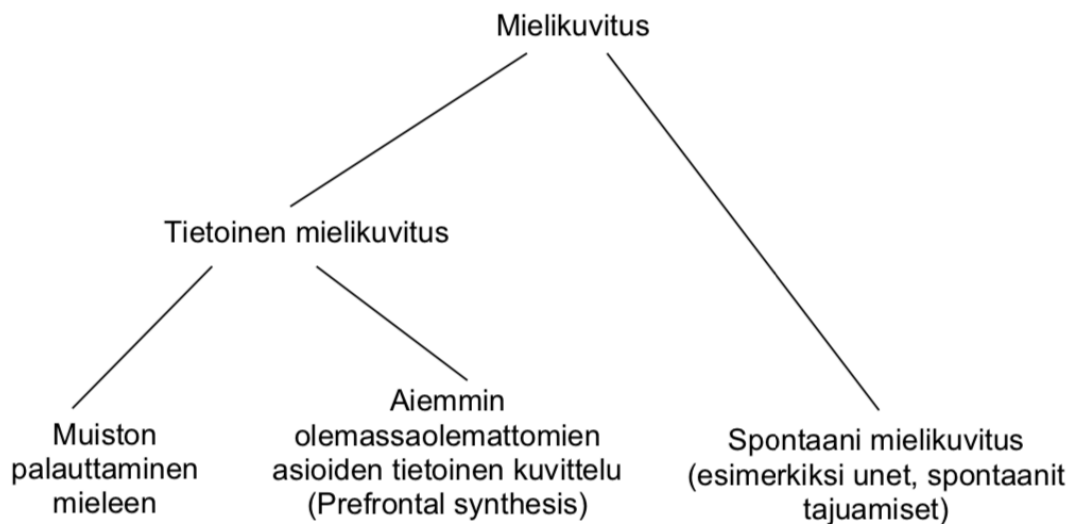 Mielikuvitus
Tietoinen mielikuvitus
Muiston
palauttaminen
mieleen
Aiemmin
olemassaolemattomien
asioiden tietoinen kuvittelu
(Prefrontal synthesis)
Spontaani mielikuvitus
(esimerkiksi unet, spontaanit
tajuamiset)